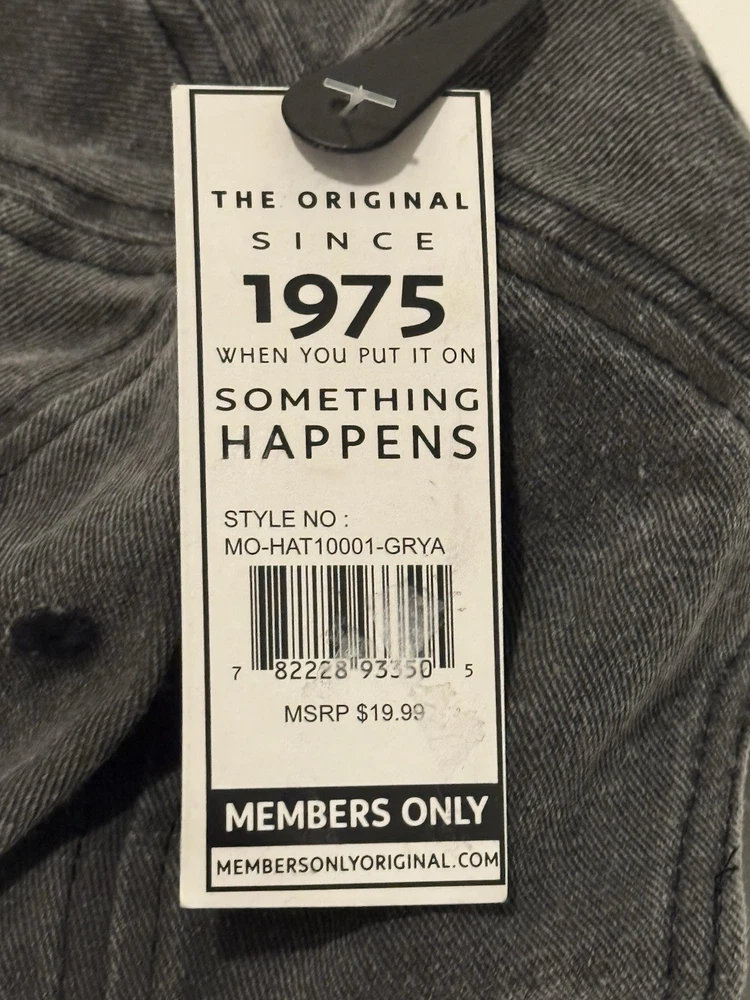 THE ORIGINAL
SINCE
1975
WHEN YOU PUT IT ON
SOMETHING
HAPPENS
STYLE NO :
MO-HAT10001-GRYA
7 82228 93350 5
MSRP $19.99
MEMBERS ONLY
MEMBERSONLYORIGINAL.COM